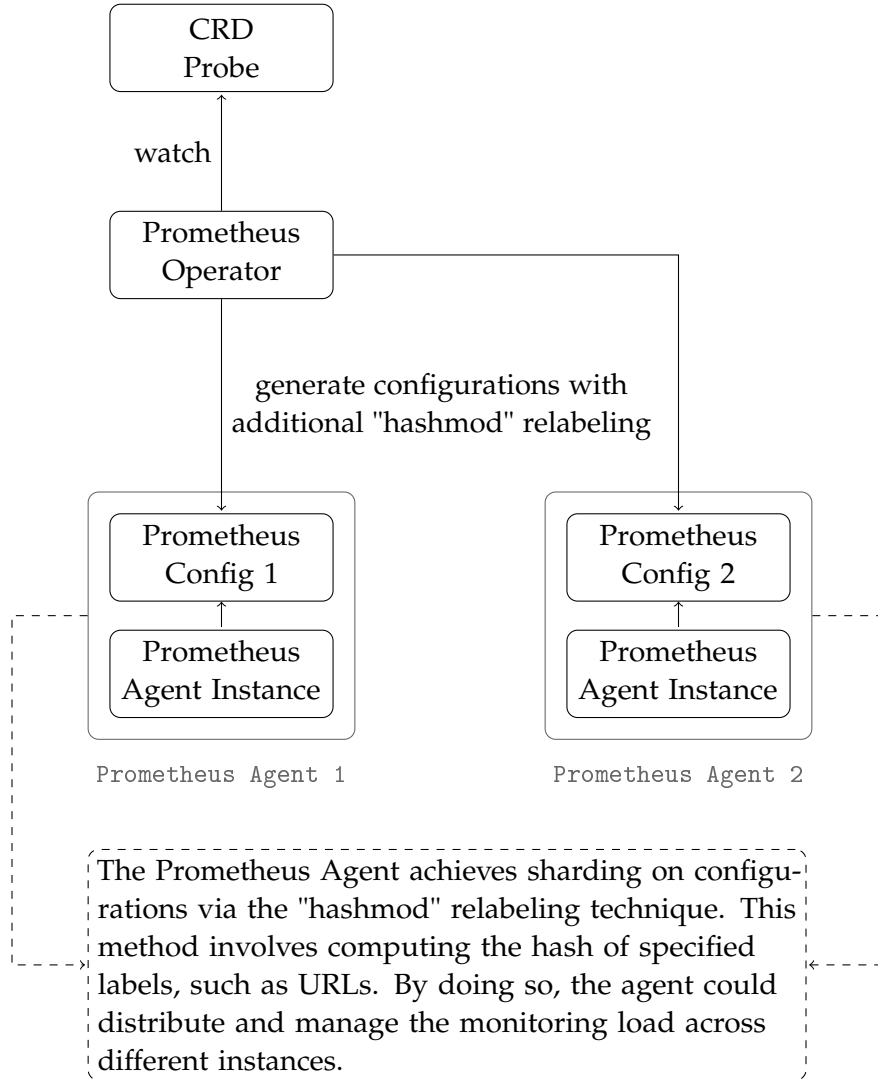 CRD
Probe
watch
Prometheus
Operator
generate configurations with
additional "hashmod" relabeling
Prometheus
Config 1
Prometheus
Agent Instance
Prometheus Agent 1
Prometheus
Config 2
Prometheus
Agent Instance
Prometheus Agent 2
The Prometheus Agent achieves sharding on configu-
rations via the "hashmod" relabeling technique. This
method involves computing the hash of specified
labels, such as URLs. By doing so, the agent could
distribute and manage the monitoring load across
different instances.